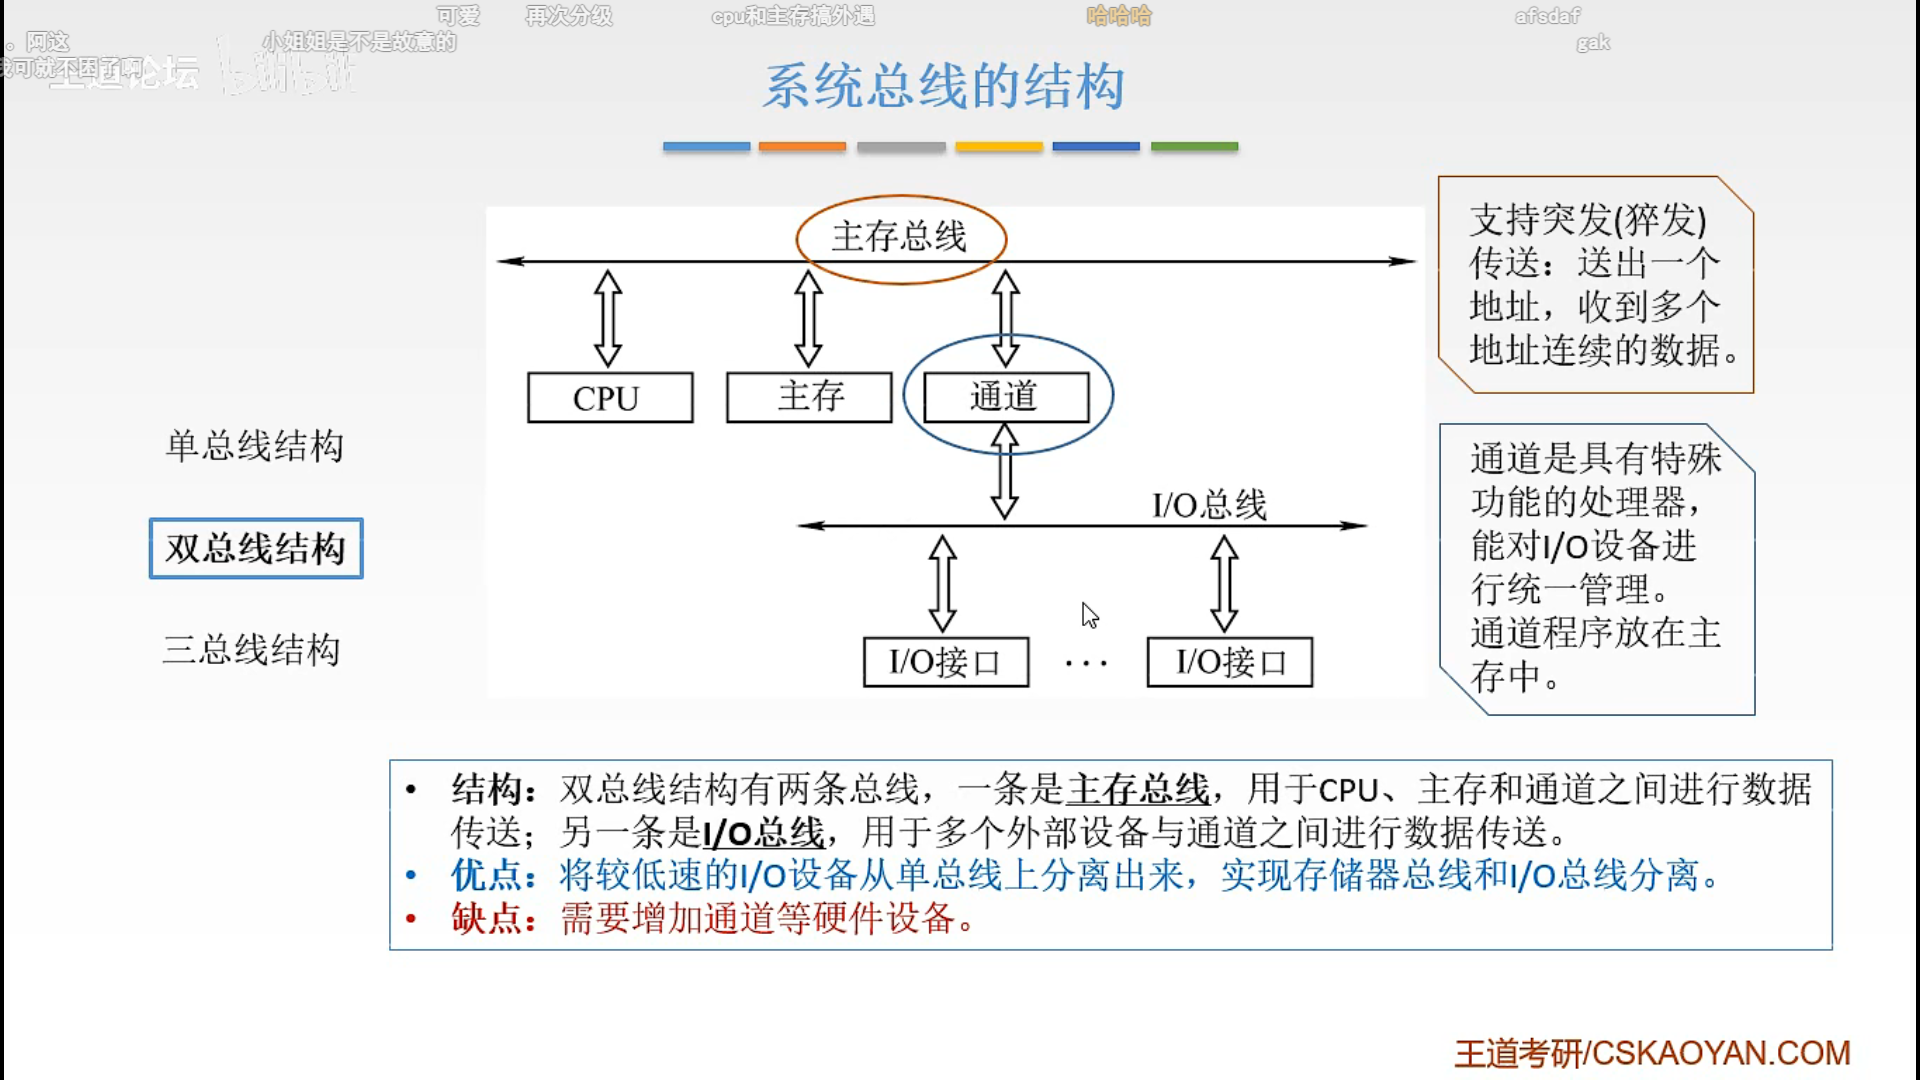 可爱 再次分级 cpu和主存搞外遇 哈哈哈 afsdaf
。阿这 小姐姐是不是故意的 gak
我可就不困了啊
王道论坛 bilibili
系统总线的结构
主存总线
CPU 主存 通道
I/O总线
I/O接口 ··· I/O接口
单总线结构
双总线结构
三总线结构
支持突发(猝发)
传送：送出一个
地址，收到多个
地址连续的数据。
通道是具有特殊
功能的处理器，
能对I/O设备进
行统一管理。
通道程序放在主
存中。
• 结构：双总线结构有两条总线，一条是主存总线，用于CPU、主存和通道之间进行数据
传送；另一条是I/O总线，用于多个外部设备与通道之间进行数据传送。
• 优点：将较低速的I/O设备从单总线上分离出来，实现存储器总线和I/O总线分离。
• 缺点：需要增加通道等硬件设备。
王道考研/CSKAOYAN.COM